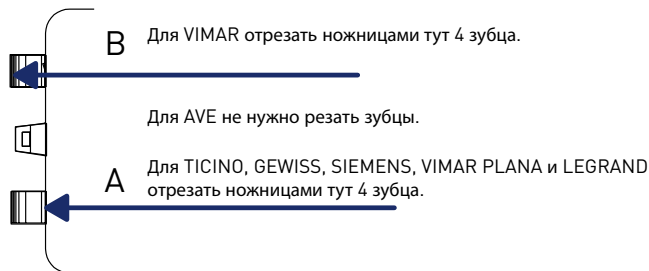 B
Для VIMAR отрезать ножницами тут 4 зубца.
Для AVE не нужно резать зубцы.
A
Для TICINO, GEWISS, SIEMENS, VIMAR PLANA и LEGRAND
отрезать ножницами тут 4 зубца.